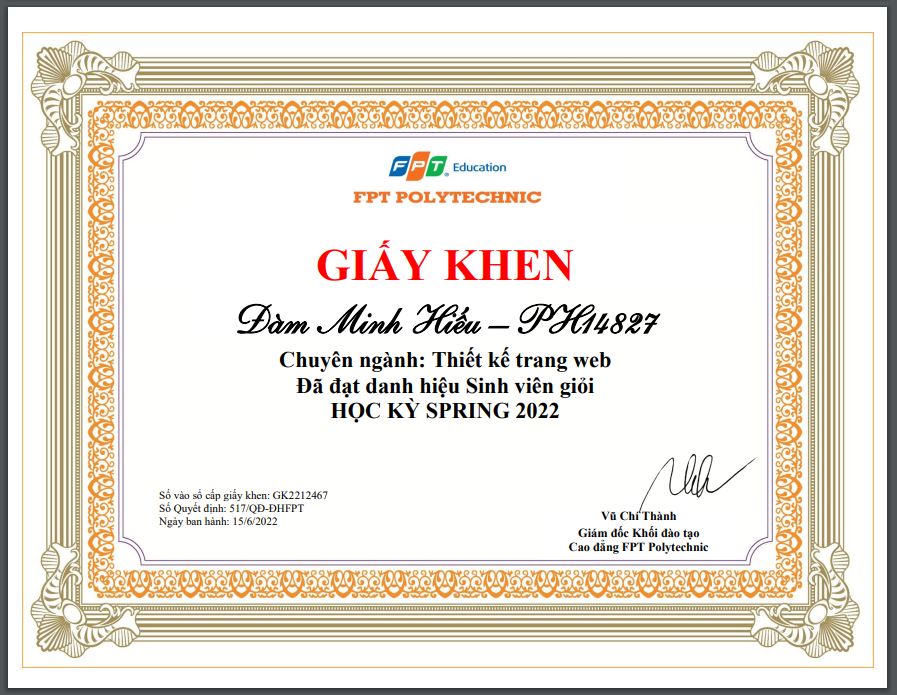 FPT Education
FPT POLYTECHNIC
GIẤY KHEN
Đàm Minh Hiếu – PH14827
Chuyên ngành: Thiết kế trang web
Đã đạt danh hiệu Sinh viên giỏi
HỌC KỲ SPRING 2022
Số vào sổ cấp giấy khen: GK2212467
Số Quyết định: 517/QĐ-ĐHFPT
Ngày ban hành: 15/6/2022
Vũ Chí Thành
Giám đốc Khối đào tạo
Cao đẳng FPT Polytechnic